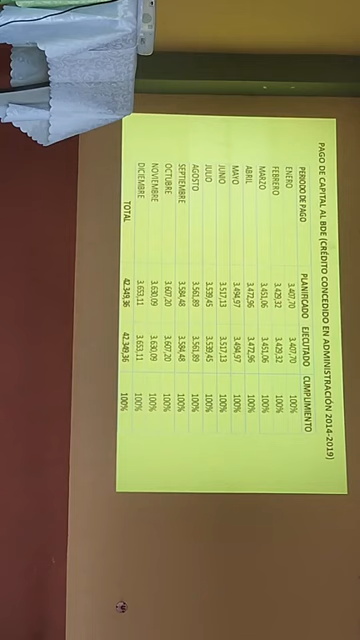 PAGO DE CAPITAL AL BDE (CRÉDITO CONCEDIDO EN ADMINISTRACIÓN 2014-2019)
PERIODO DE PAGO PLANIFICADO EJECUTADO CUMPLIMIENTO
ENERO 3.407,70 3.407,70 100%
FEBRERO 3.429,32 3.429,32 100%
MARZO 3.451,06 3.451,06 100%
ABRIL 3.472,96 3.472,96 100%
MAYO 3.494,97 3.494,97 100%
JUNIO 3.517,13 3.517,13 100%
JULIO 3.539,45 3.539,45 100%
AGOSTO 3.561,89 3.561,89 100%
SEPTIEMBRE 3.584,48 3.584,48 100%
OCTUBRE 3.607,20 3.607,20 100%
NOVIEMBRE 3.630,09 3.630,09 100%
DICIEMBRE 3.653,11 3.653,11 100%
TOTAL 42.349,36 42.349,36 100%